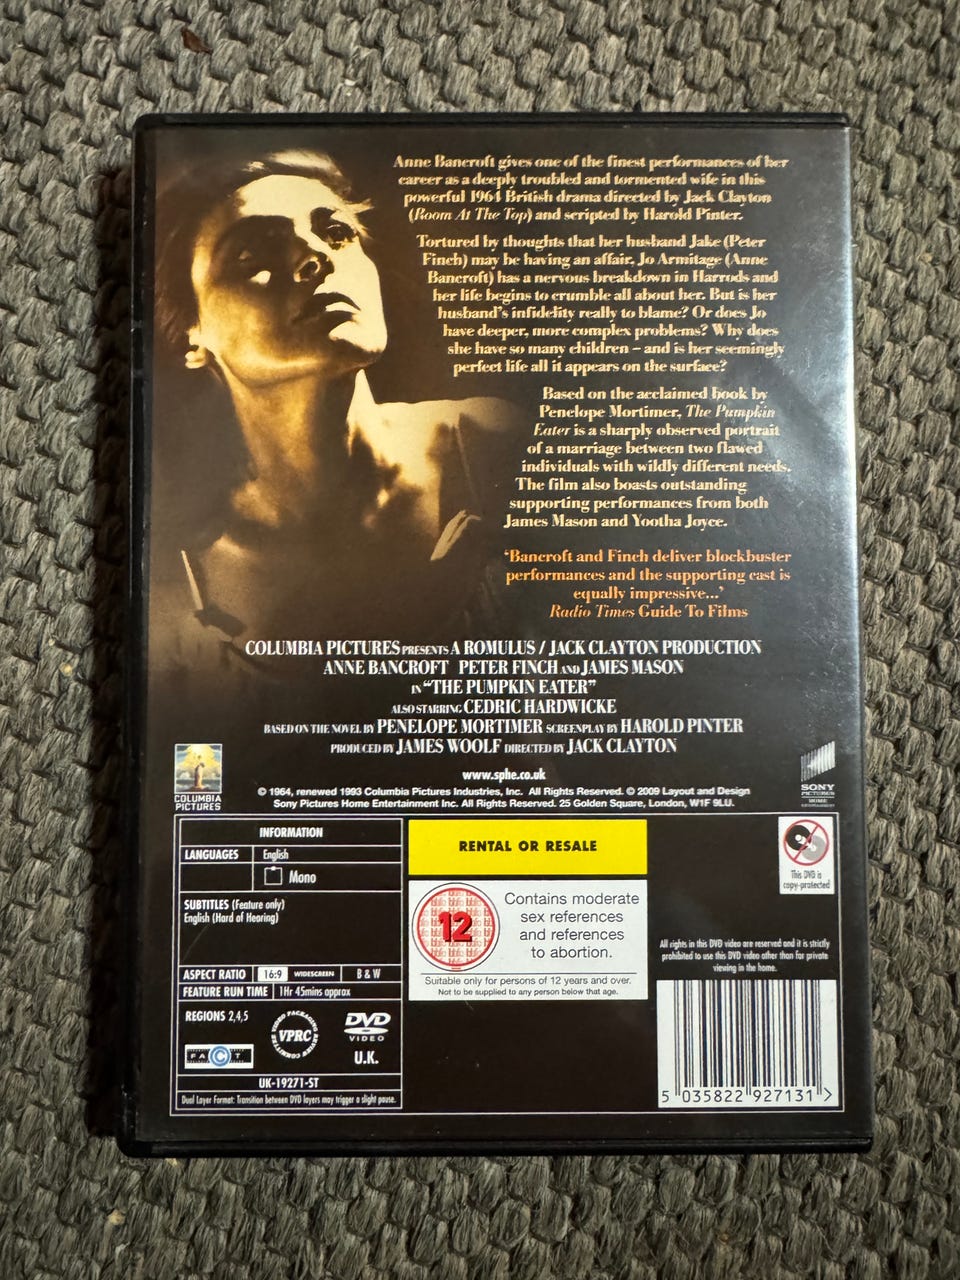 Anne Bancroft gives one of the finest performances of her
career as a deeply troubled and tormented wife in this
powerful 1964 British drama directed by Jack Clayton
(Room At The Top) and scripted by Harold Pinter.
Tortured by thoughts that her husband Jake (Peter
Finch) may be having an affair, Jo Armitage (Anne
Bancroft) has a nervous breakdown in Harrods and
her life begins to crumble all about her. But is her
husband's infidelity really to blame? Or does Jo
have deeper, more complex problems? Why does
she have so many children – and is her seemingly
perfect life all it appears on the surface?
Based on the acclaimed book by
Penelope Mortimer, The Pumpkin
Eater is a sharply observed portrait
of a marriage between two flawed
individuals with wildly different needs.
The film also boasts outstanding
supporting performances from both
James Mason and Yootha Joyce.
'Bancroft and Finch deliver blockbuster
performances and the supporting cast is
equally impressive...'
Radio Times Guide To Films
COLUMBIA PICTURES PRESENTS A ROMULUS / JACK CLAYTON PRODUCTION
ANNE BANCROFT PETER FINCH AND JAMES MASON
IN "THE PUMPKIN EATER"
ALSO STARRING CEDRIC HARDWICKE
BASED ON THE NOVEL BY PENELOPE MORTIMER SCREENPLAY BY HAROLD PINTER
PRODUCED BY JAMES WOOLF DIRECTED BY JACK CLAYTON
COLUMBIA
PICTURES
www.sphe.co.uk
© 1964, renewed 1993 Columbia Pictures Industries, Inc. All Rights Reserved. © 2009 Layout and Design
Sony Pictures Home Entertainment Inc. All Rights Reserved. 25 Golden Square, London, W1F 9LU.
SONY
PICTURES
HOME
ENTERTAINMENT
INFORMATION
LANGUAGES English
Mono
SUBTITLES (Feature only)
English (Hard of Hearing)
ASPECT RATIO 16:9 WIDESCREEN B & W
FEATURE RUN TIME 1Hr 45mins approx
REGIONS 2,4,5
VIDEO PACKAGING REVIEW COMMITTEE
VPRC
DVD
VIDEO
FACT
U.K.
UK-19271-ST
Dual Layer Format: Transition between DVD layers may trigger a slight pause.
RENTAL OR RESALE
12
Contains moderate
sex references
and references
to abortion.
Suitable only for persons of 12 years and over.
Not to be supplied to any person below that age.
This DVD is
copy-protected
All rights in this DVD video are reserved and it is strictly
prohibited to use this DVD video other than for private
viewing in the home.
5 035822 927131 >